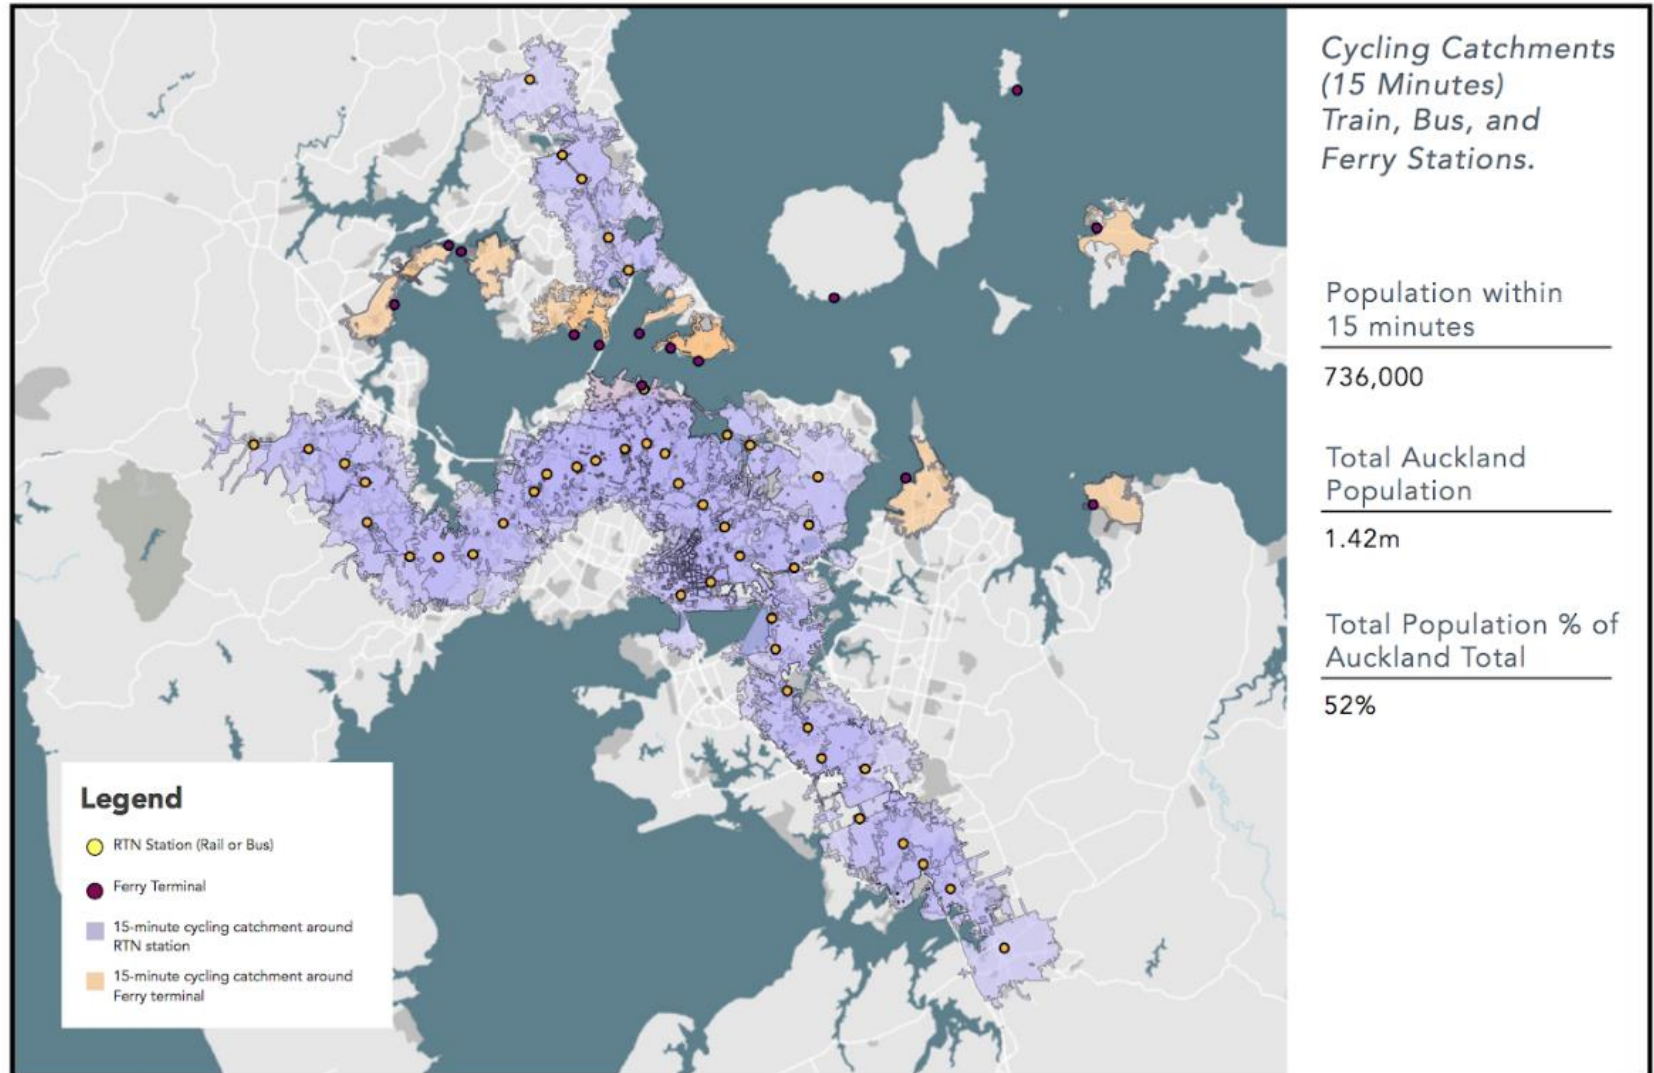 Cycling Catchments
(15 Minutes)
Train, Bus, and
Ferry Stations.
Population within
15 minutes
736,000
Total Auckland
Population
1.42m
Total Population % of
Auckland Total
52%
Legend
RTN Station (Rail or Bus)
Ferry Terminal
15-minute cycling catchment around
RTN station
15-minute cycling catchment around
Ferry terminal